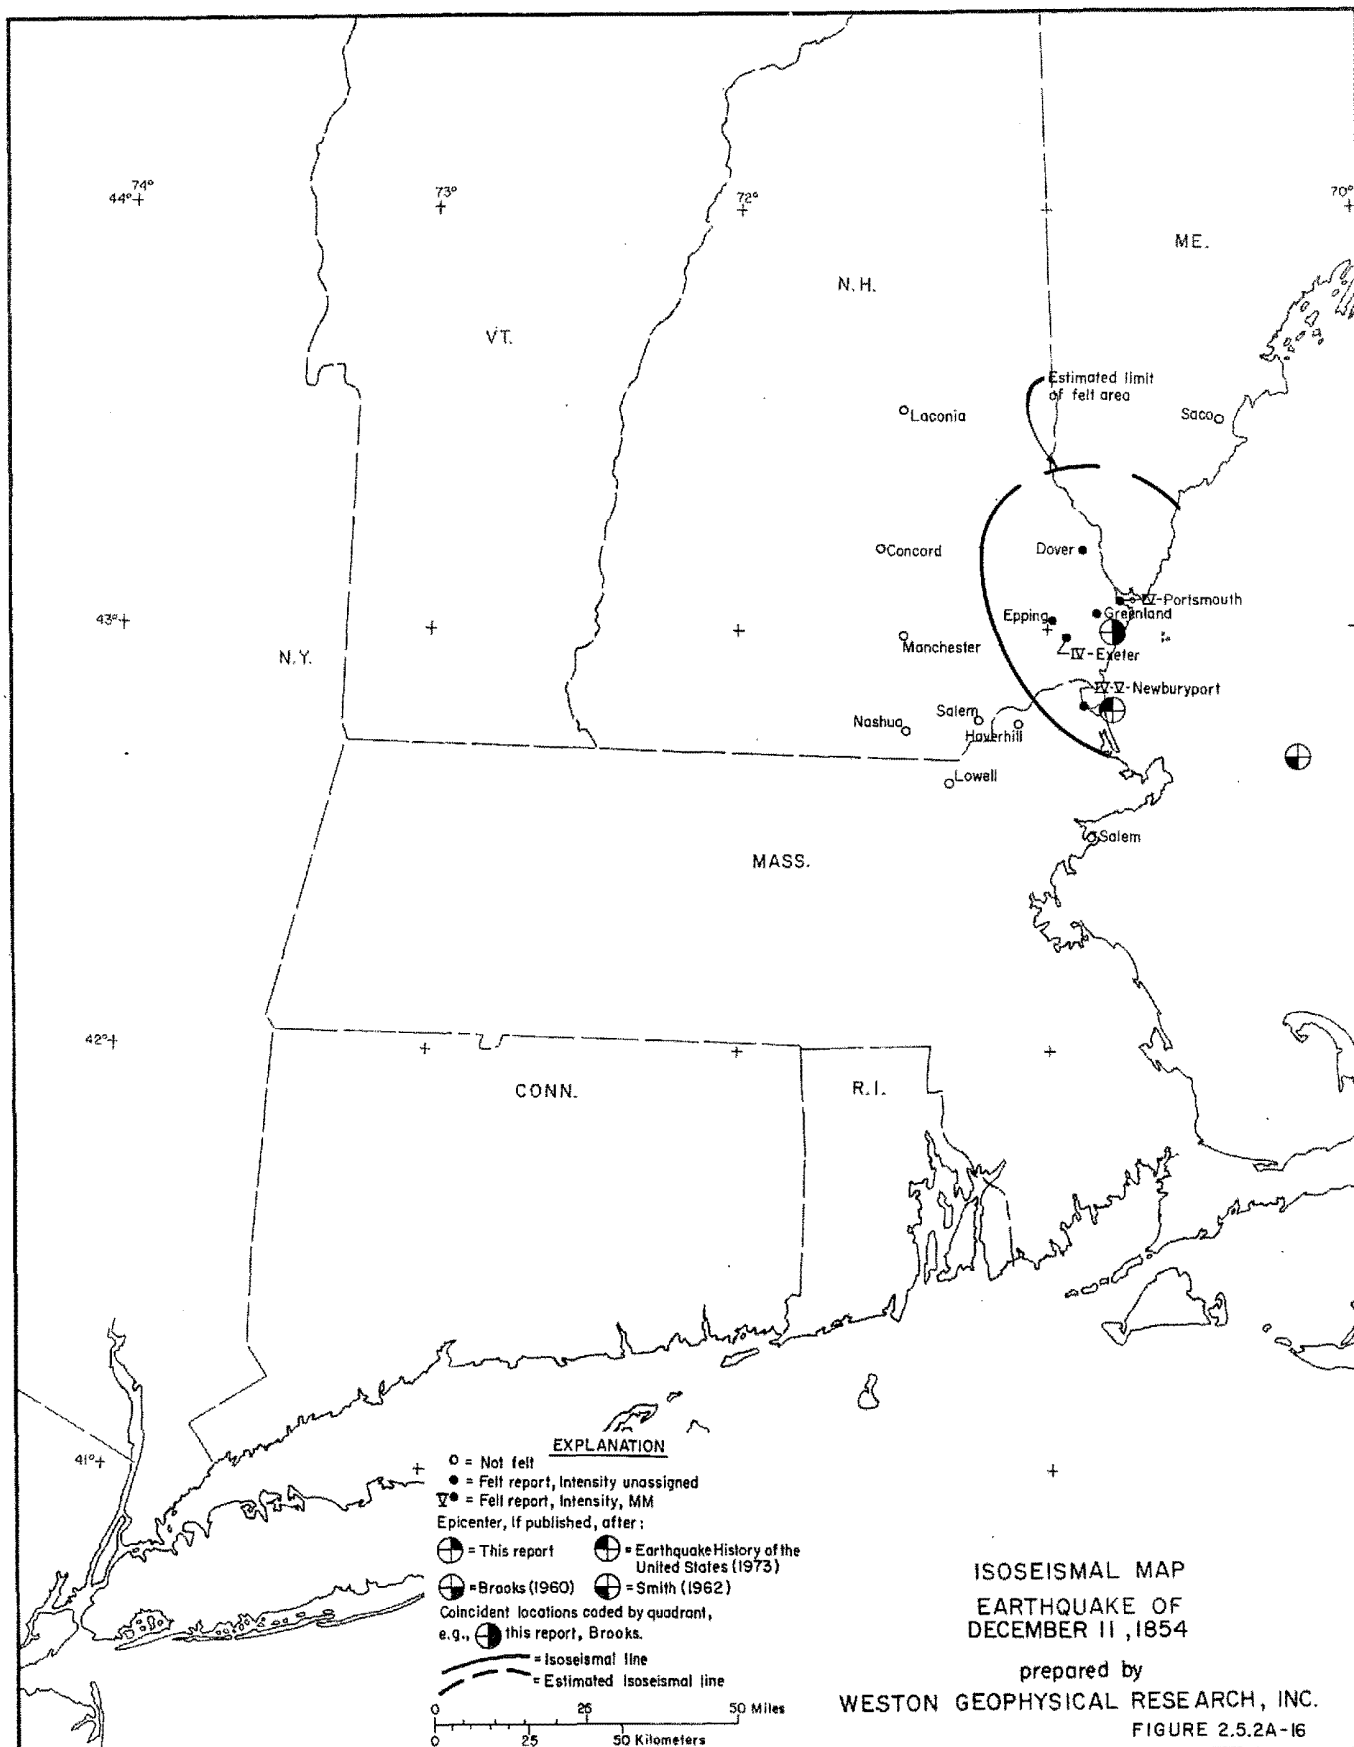 74°
44°
73°
72°
70°
ME.
N.H.
VT.
Estimated limit
of felt area
Laconia
Saco
Concord
Dover
IV-Portsmouth
Greenland
43°
Epping
Manchester
IV-Exeter
N.Y.
IV-V-Newburyport
Nashua
Salem
Haverhill
Lowell
Salem
MASS.
42°
CONN.
R.I.
41°
EXPLANATION
= Not felt
= Felt report, Intensity unassigned
V = Felt report, Intensity, MM
Epicenter, if published, after:
= This report
= Earthquake History of the
United States (1973)
= Brooks (1960)
= Smith (1962)
Coincident locations coded by quadrant,
e.g., this report, Brooks.
= Isoseismal line
= Estimated Isoseismal line
0 25 50 Miles
0 25 50 Kilometers
ISOSEISMAL MAP
EARTHQUAKE OF
DECEMBER 11, 1854
prepared by
WESTON GEOPHYSICAL RESEARCH, INC.
FIGURE 2.5.2A-16